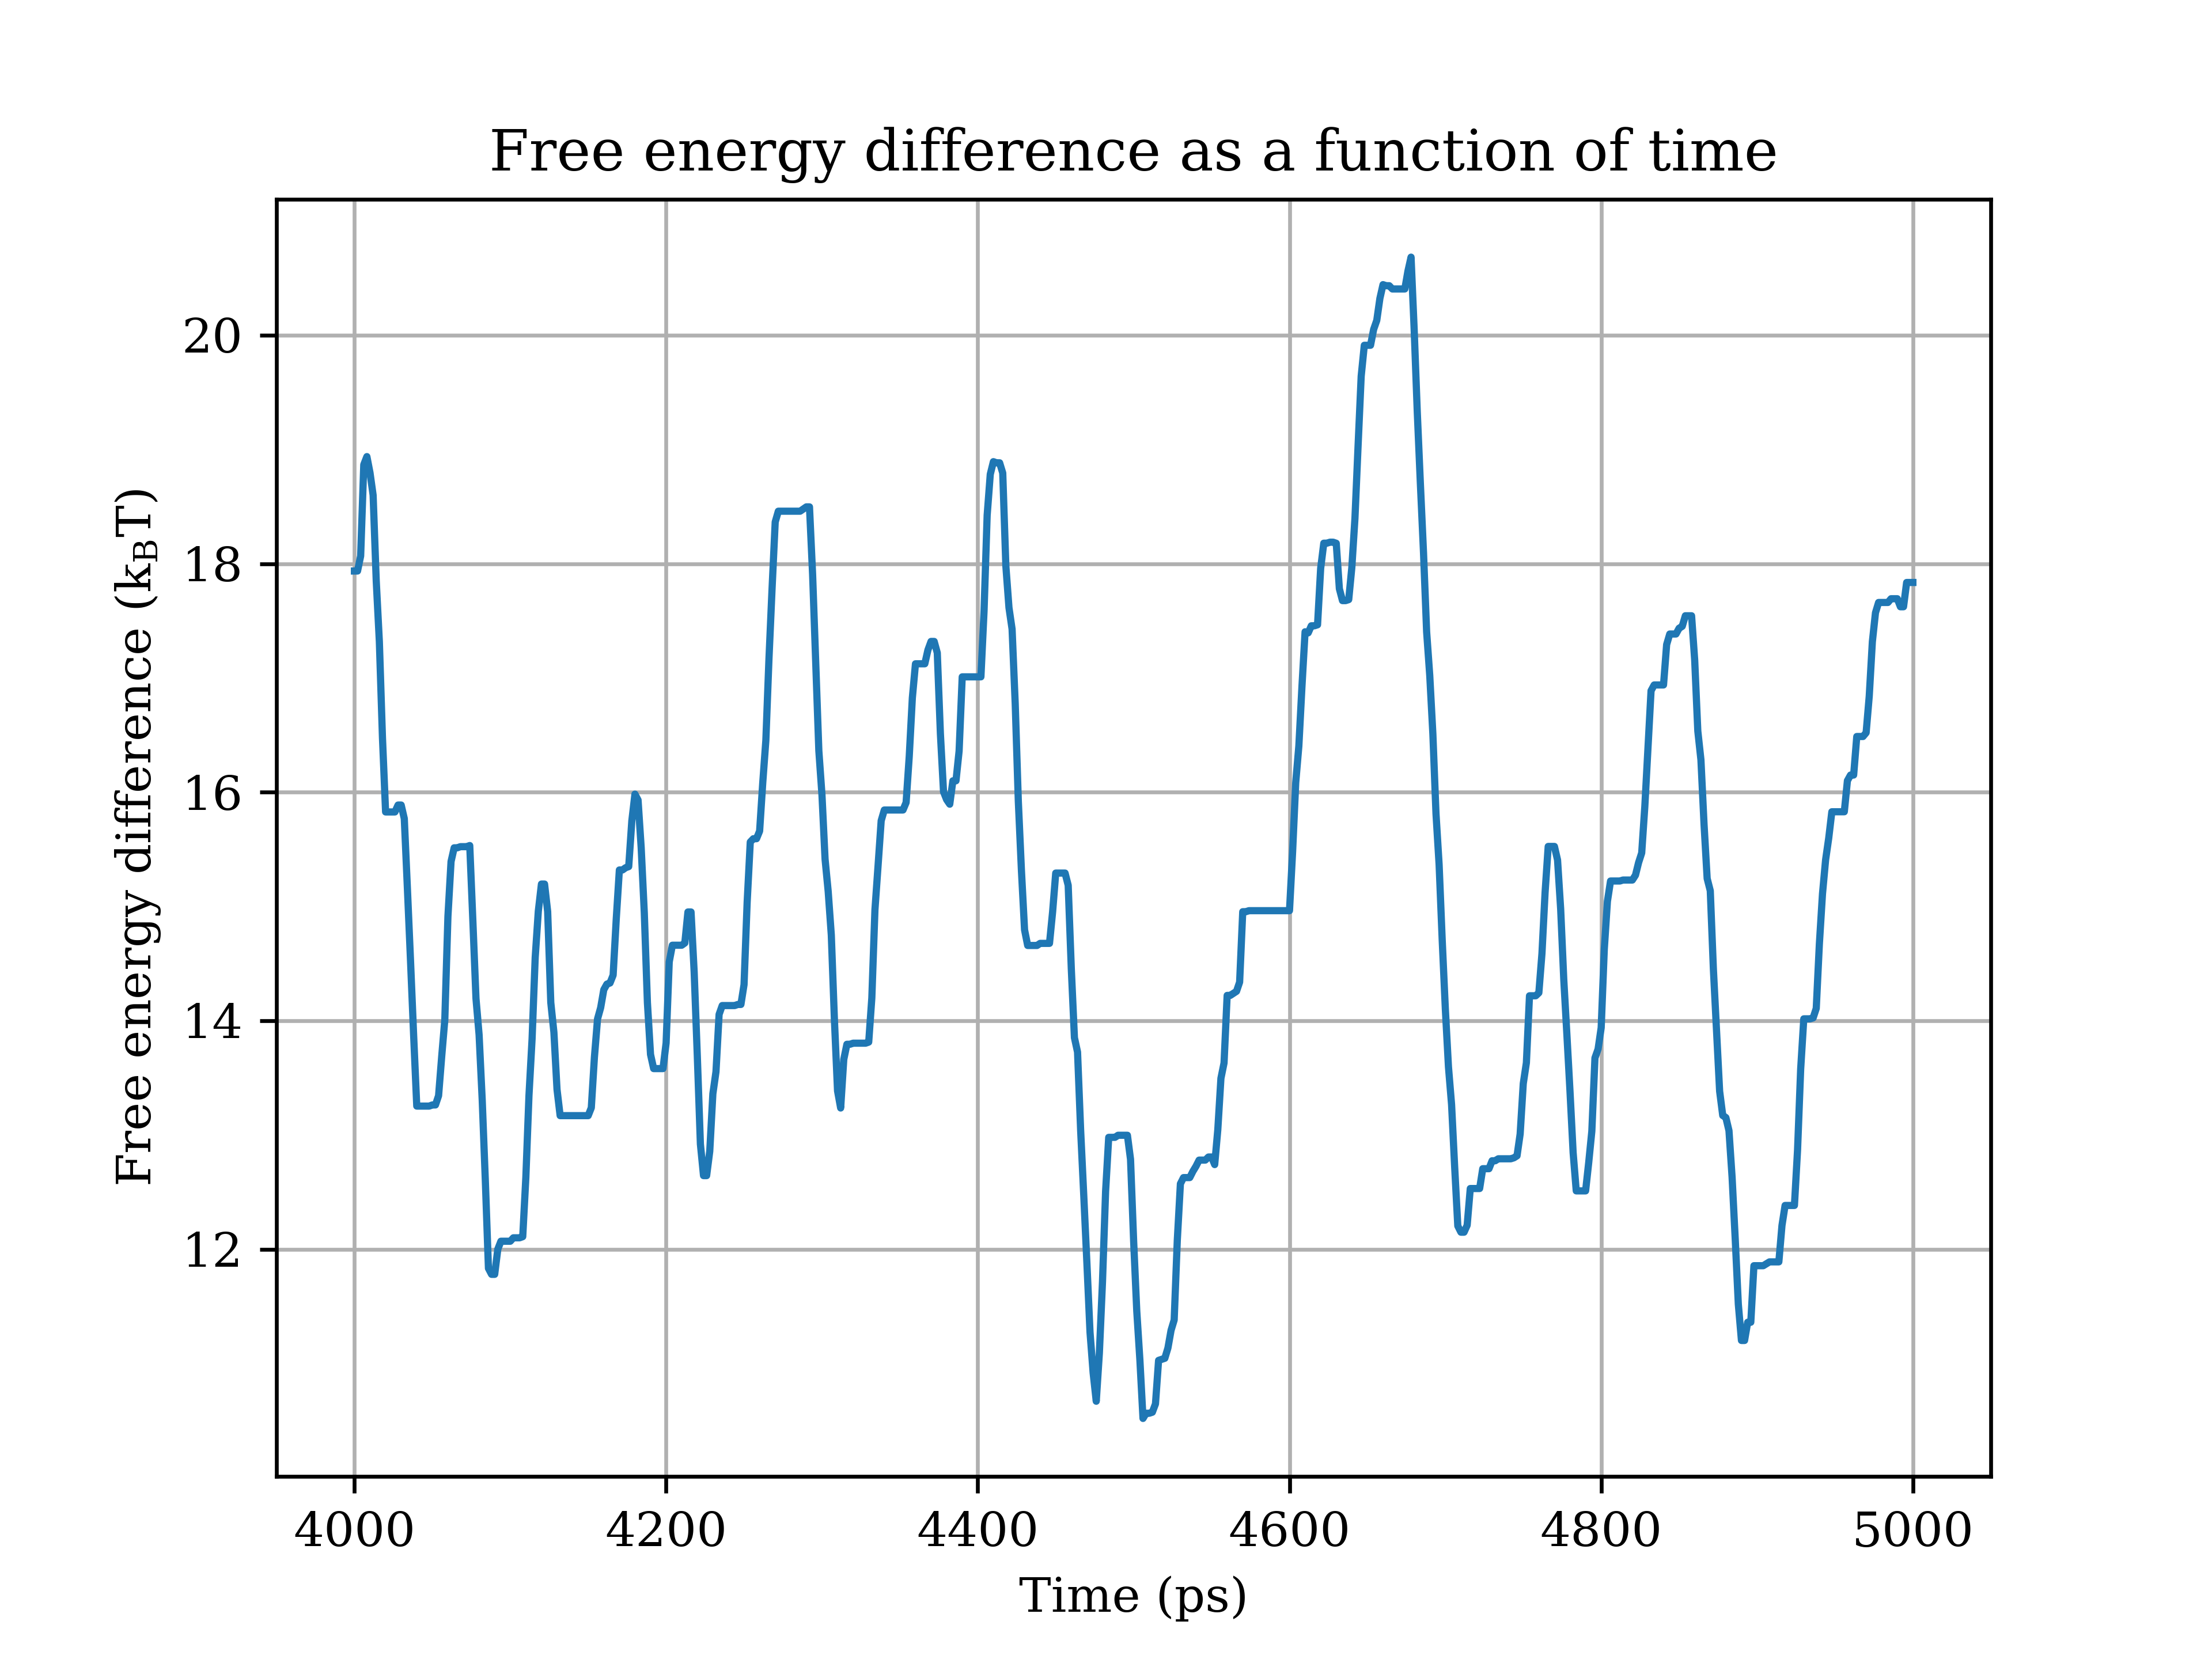 Free energy difference as a function of time
Free energy difference (k_BT)
20
18
16
14
12
4000 4200 4400 4600 4800 5000
Time (ps)